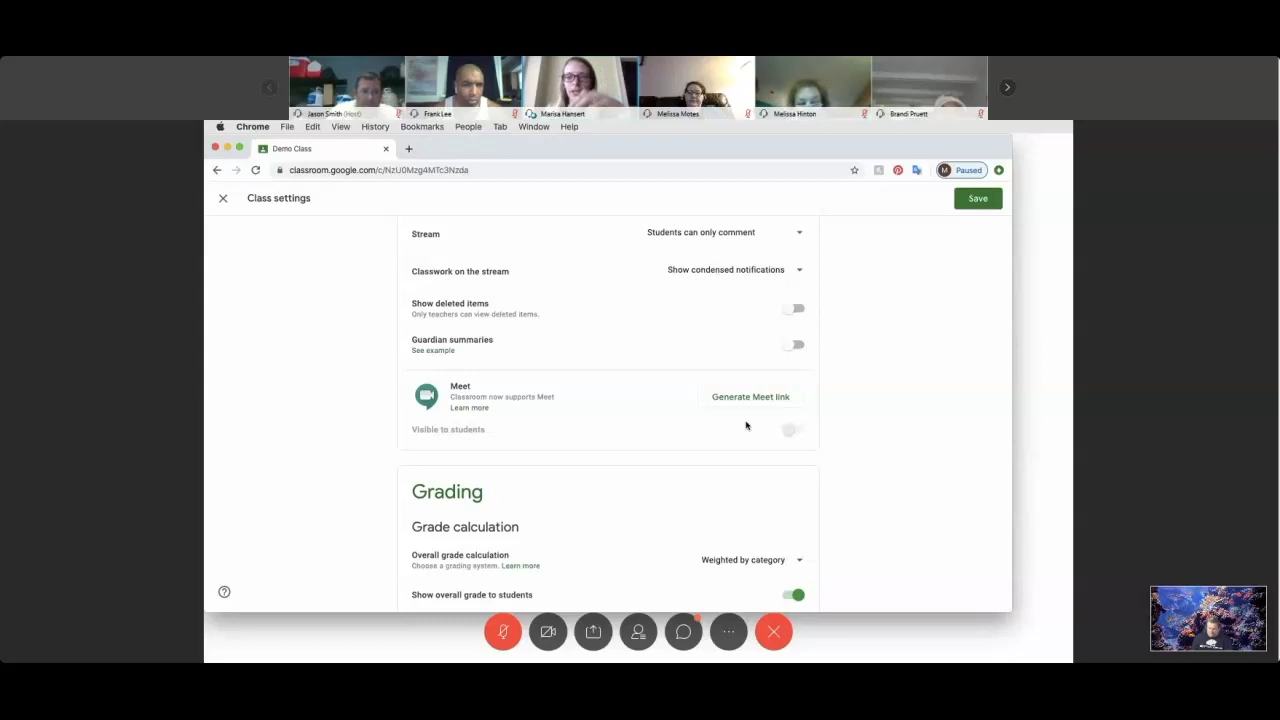 Jason Smith (Host)
Frank Lee
Marisa Hansert
Melissa Motes
Melissa Hinton
Brandi Pruett
Chrome File Edit View History Bookmarks People Tab Window Help
Demo Class
classroom.google.com/c/NzU0Mzg4MTc3Nzda
M Paused
Class settings
Save
Stream
Students can only comment
Classwork on the stream
Show condensed notifications
Show deleted items
Only teachers can view deleted items.
Guardian summaries
See example
Meet
Classroom now supports Meet
Learn more
Generate Meet link
Visible to students
Grading
Grade calculation
Overall grade calculation
Choose a grading system. Learn more
Weighted by category
Show overall grade to students